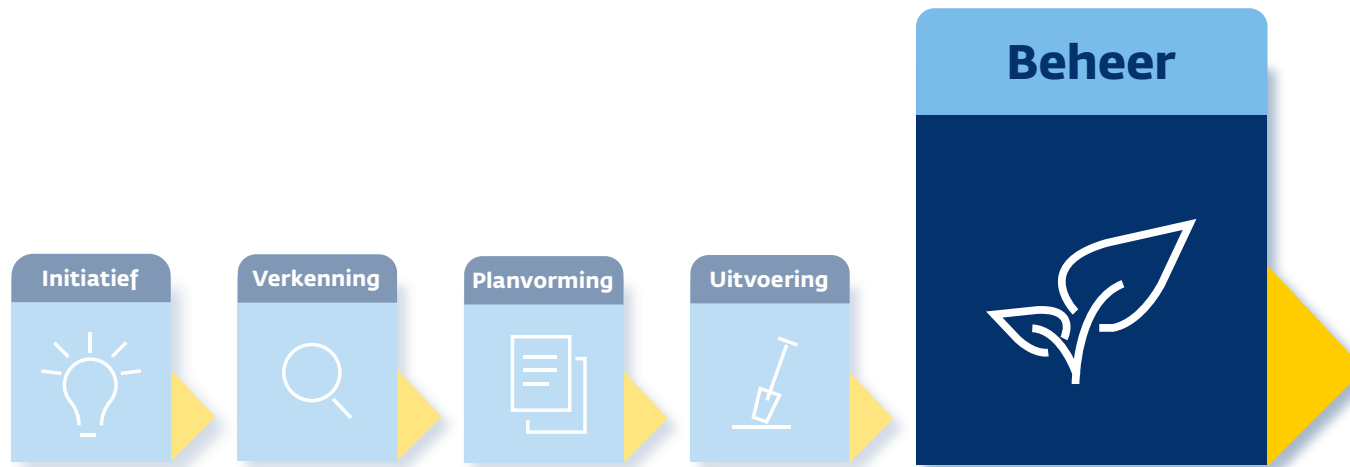 Initiatief
Verkenning
Planvorming
Uitvoering
Beheer